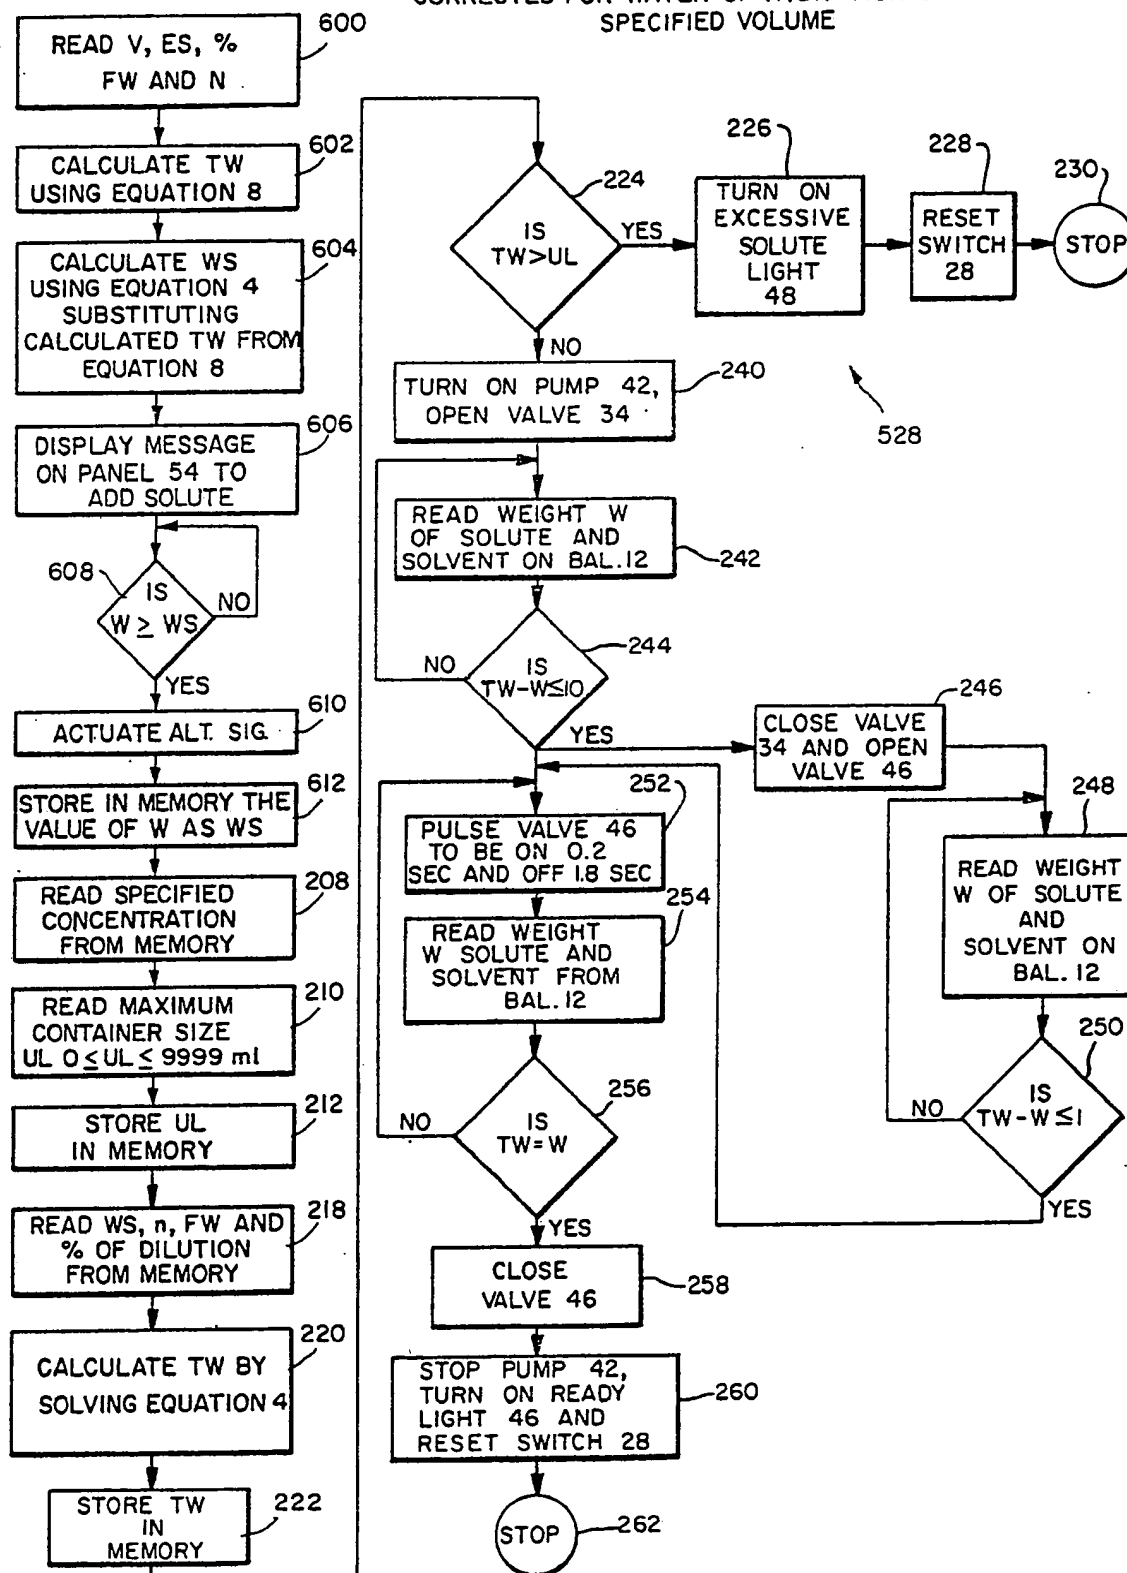 SPECIFIED VOLUME
600
READ V, ES, %
FW AND N
602
CALCULATE TW
USING EQUATION 8
604
CALCULATE WS
USING EQUATION 4
SUBSTITUTING
CALCULATED TW FROM
EQUATION 8
606
DISPLAY MESSAGE
ON PANEL 54 TO
ADD SOLUTE
608
IS
W ≥ WS
NO
YES
610
ACTUATE ALT. SIG.
612
STORE IN MEMORY THE
VALUE OF W AS WS
208
READ SPECIFIED
CONCENTRATION
FROM MEMORY
210
READ MAXIMUM
CONTAINER SIZE
UL 0 ≤ UL ≤ 9999 ml
212
STORE UL
IN MEMORY
218
READ WS, n, FW AND
% OF DILUTION
FROM MEMORY
220
CALCULATE TW BY
SOLVING EQUATION 4
222
STORE TW
IN
MEMORY
224
IS
TW>UL
YES
NO
226
TURN ON
EXCESSIVE
SOLUTE
LIGHT
48
228
RESET
SWITCH
28
230
STOP
528
240
TURN ON PUMP 42,
OPEN VALVE 34
242
READ WEIGHT W
OF SOLUTE AND
SOLVENT ON BAL. 12
244
IS
TW-W≤10
NO
YES
246
CLOSE VALVE
34 AND OPEN
VALVE 46
248
READ WEIGHT
W OF SOLUTE
AND
SOLVENT ON
BAL. 12
250
IS
TW-W≤1
NO
YES
252
PULSE VALVE 46
TO BE ON 0.2
SEC AND OFF 1.8 SEC
254
READ WEIGHT
W SOLUTE AND
SOLVENT FROM
BAL. 12
256
IS
TW=W
NO
YES
258
CLOSE
VALVE 46
260
STOP PUMP 42,
TURN ON READY
LIGHT 46 AND
RESET SWITCH 28
262
STOP